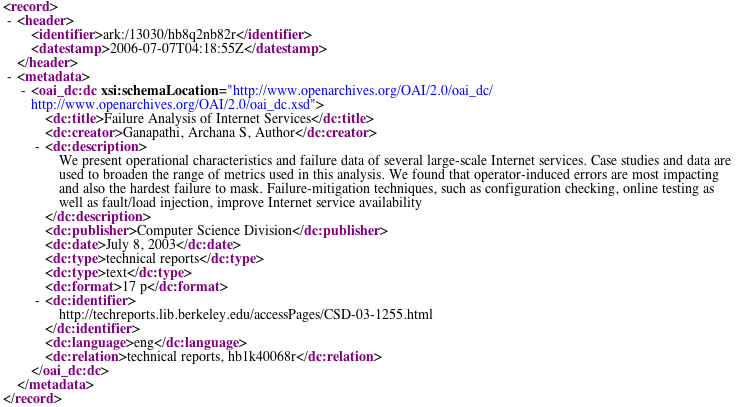 <record>
- <header>
<identifier>ark:/13030/hb8q2nb82r</identifier>
<datestamp>2006-07-07T04:18:55Z</datestamp>
</header>
- <metadata>
- <oai_dc:dc xsi:schemaLocation="http://www.openarchives.org/OAI/2.0/oai_dc/
http://www.openarchives.org/OAI/2.0/oai_dc.xsd">
<dc:title>Failure Analysis of Internet Services</dc:title>
<dc:creator>Ganapathi, Archana S, Author</dc:creator>
- <dc:description>
We present operational characteristics and failure data of several large-scale Internet services. Case studies and data are
used to broaden the range of metrics used in this analysis. We found that operator-induced errors are most impacting
and also the hardest failure to mask. Failure-mitigation techniques, such as configuration checking, online testing as
well as fault/load injection, improve Internet service availability
</dc:description>
<dc:publisher>Computer Science Division</dc:publisher>
<dc:date>July 8, 2003</dc:date>
<dc:type>technical reports</dc:type>
<dc:type>text</dc:type>
<dc:format>17 p</dc:format>
- <dc:identifier>
http://techreports.lib.berkeley.edu/accessPages/CSD-03-1255.html
</dc:identifier>
<dc:language>eng</dc:language>
<dc:relation>technical reports, hb1k40068r</dc:relation>
</oai_dc:dc>
</metadata>
</record>